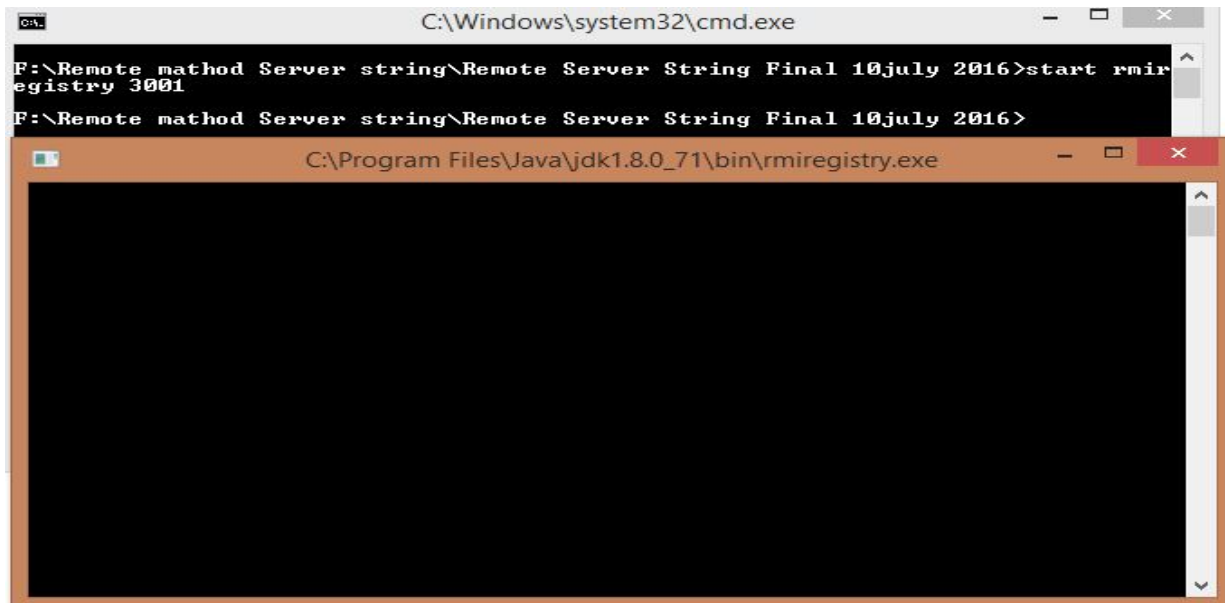 C:\Windows\system32\cmd.exe
F:\Remote mathod Server string\Remote Server String Final 10july 2016>start rmir
egistry 3001
F:\Remote mathod Server string\Remote Server String Final 10july 2016>
C:\Program Files\Java\jdk1.8.0_71\bin\rmiregistry.exe